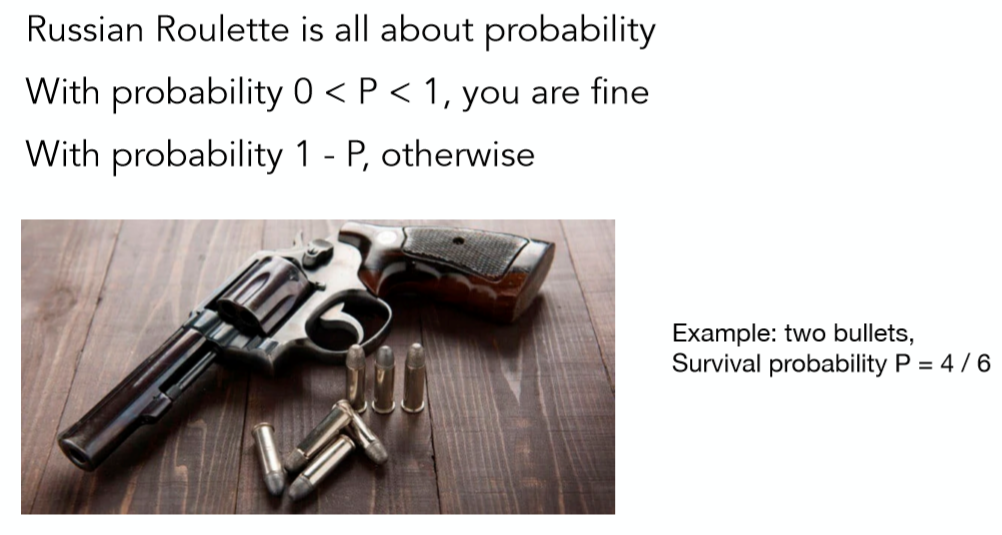 Russian Roulette is all about probability
With probability 0 < P < 1, you are fine
With probability 1 - P, otherwise
Example: two bullets,
Survival probability P = 4 / 6